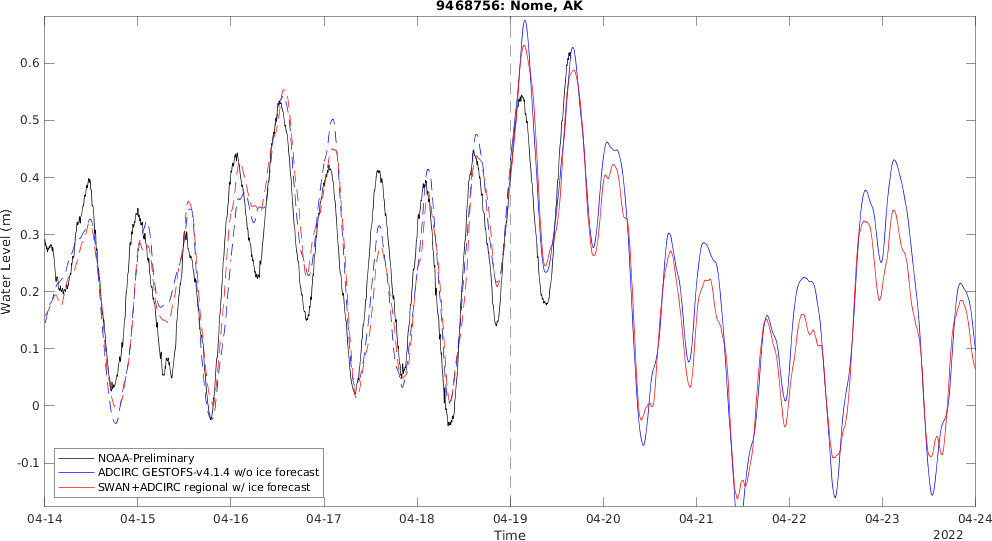 9468756: Nome, AK
Water Level (m)
0.6
0.5
0.4
0.3
0.2
0.1
0
-0.1
NOAA-Preliminary
ADCIRC GESTOFS-v4.1.4 w/o ice forecast
SWAN+ADCIRC regional w/ ice forecast
04-14 04-15 04-16 04-17 04-18 04-19 04-20 04-21 04-22 04-23 04-24
Time
2022